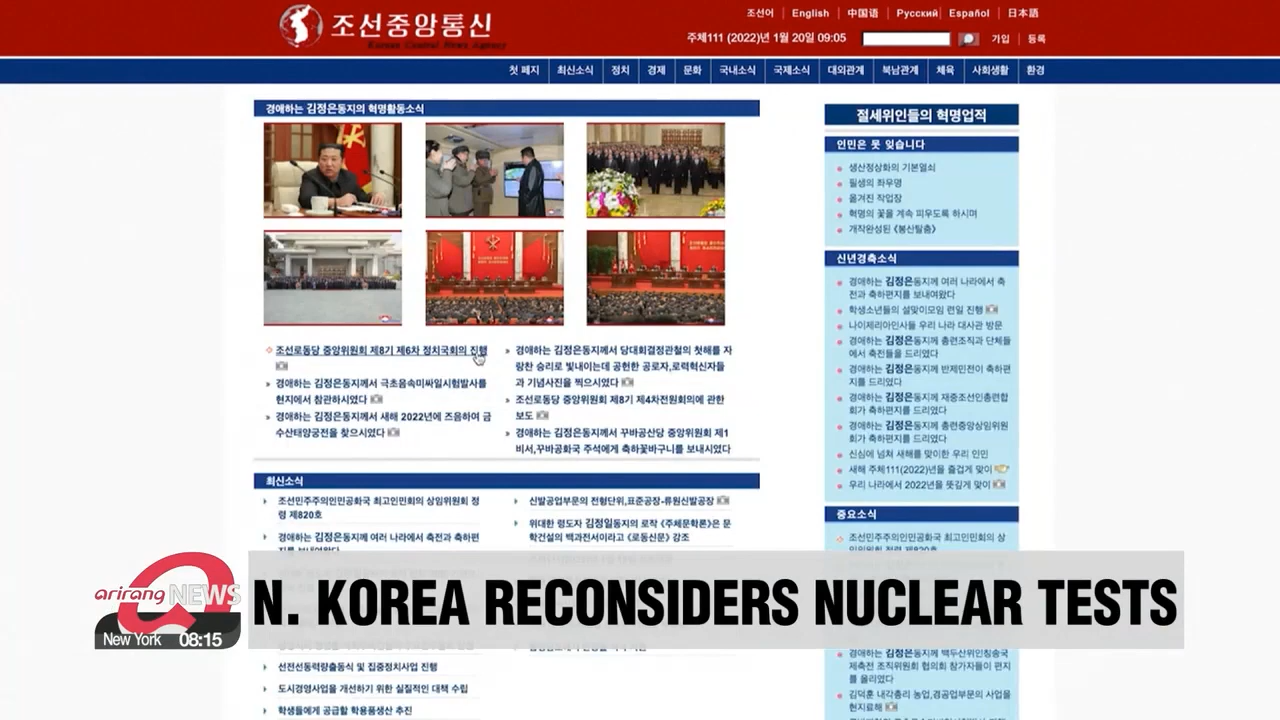 조선어 English 中国语 Русский Español 日本語
조선중앙통신
Korean Central News Agency
주체111 (2022)년 1월 20일 09:05
가입 등록
첫 페지 최신소식 정치 경제 문화 국내소식 국제소식 대외관계 북남관계 체육 사회생활 환경
경애하는 김정은동지의 혁명활동소식
조선로동당 중앙위원회 제8기 제6차 정치국회의 진행
경애하는 김정은동지께서 극초음속미싸일시험발사를
현지에서 참관하시였다
경애하는 김정은동지께서 새해 2022년에 즈음하여 금
수산태양궁전을 찾으시였다
경애하는 김정은동지께서 당대회결정관철의 첫해를 자
랑찬 승리로 빛내이는데 공헌한 공로자,로력혁신자들
과 기념사진을 찍으시였다
조선로동당 중앙위원회 제8기 제4차전원회의에 관한
보도
경애하는 김정은동지께서 꾸바공산당 중앙위원회 제1
비서,꾸바공화국 주석에게 축하꽃바구니를 보내시였다
최신소식
조선민주주의인민공화국 최고인민회의 상임위원회 정
령 제820호
경애하는 김정은동지께 여러 나라에서 축전과 축하편
지를 보내여왔다
신발공업부문의 전형단위,표준공장-류원신발공장
위대한 령도자 김정일동지의 로작 《주체문학론》은 문
학건설의 백과전서이라고 《로동신문》 강조
선전선동력량출동식 및 집중정치사업 진행
도시경영사업을 개선하기 위한 실질적인 대책 수립
학생들에게 공급할 학용품생산 추진
절세위인들의 혁명업적
인민은 못 잊습니다
생산정상화의 기본열쇠
필생의 좌우명
옮겨진 작업장
혁명의 꽃을 계속 피우도록 하시며
개작완성된 《봉산탈춤》
신년경축소식
경애하는 김정은동지께 여러 나라에서 축
전과 축하편지를 보내여왔다
학생소년들의 설맞이모임 련일 진행
나이제리아인사들 우리 나라 대사관 방문
경애하는 김정은동지께 총련조직과 단체들
에서 축전들을 드리였다
경애하는 김정은동지께 반제민전이 축하편
지를 드리였다
경애하는 김정은동지께 재중조선인총련합
회가 축하편지를 드리였다
경애하는 김정은동지께 총련중앙상임위원
회가 축하편지를 드리였다
신심에 넘쳐 새해를 맞이한 우리 인민
새해 주체111(2022)년을 즐겁게 맞이
우리 나라에서 2022년을 뜻깊게 맞이
중요소식
조선민주주의인민공화국 최고인민회의 상
임위원회 정령 제820호
경애하는 김정은동지께 백두산위인칭송국
제축전 조직위원회 협의회 참가자들이 편지
를 올리였다
김덕훈 내각총리 농업,경공업부문의 사업을
현지료해
arirang NEWS
New York 08:15
N. KOREA RECONSIDERS NUCLEAR TESTS